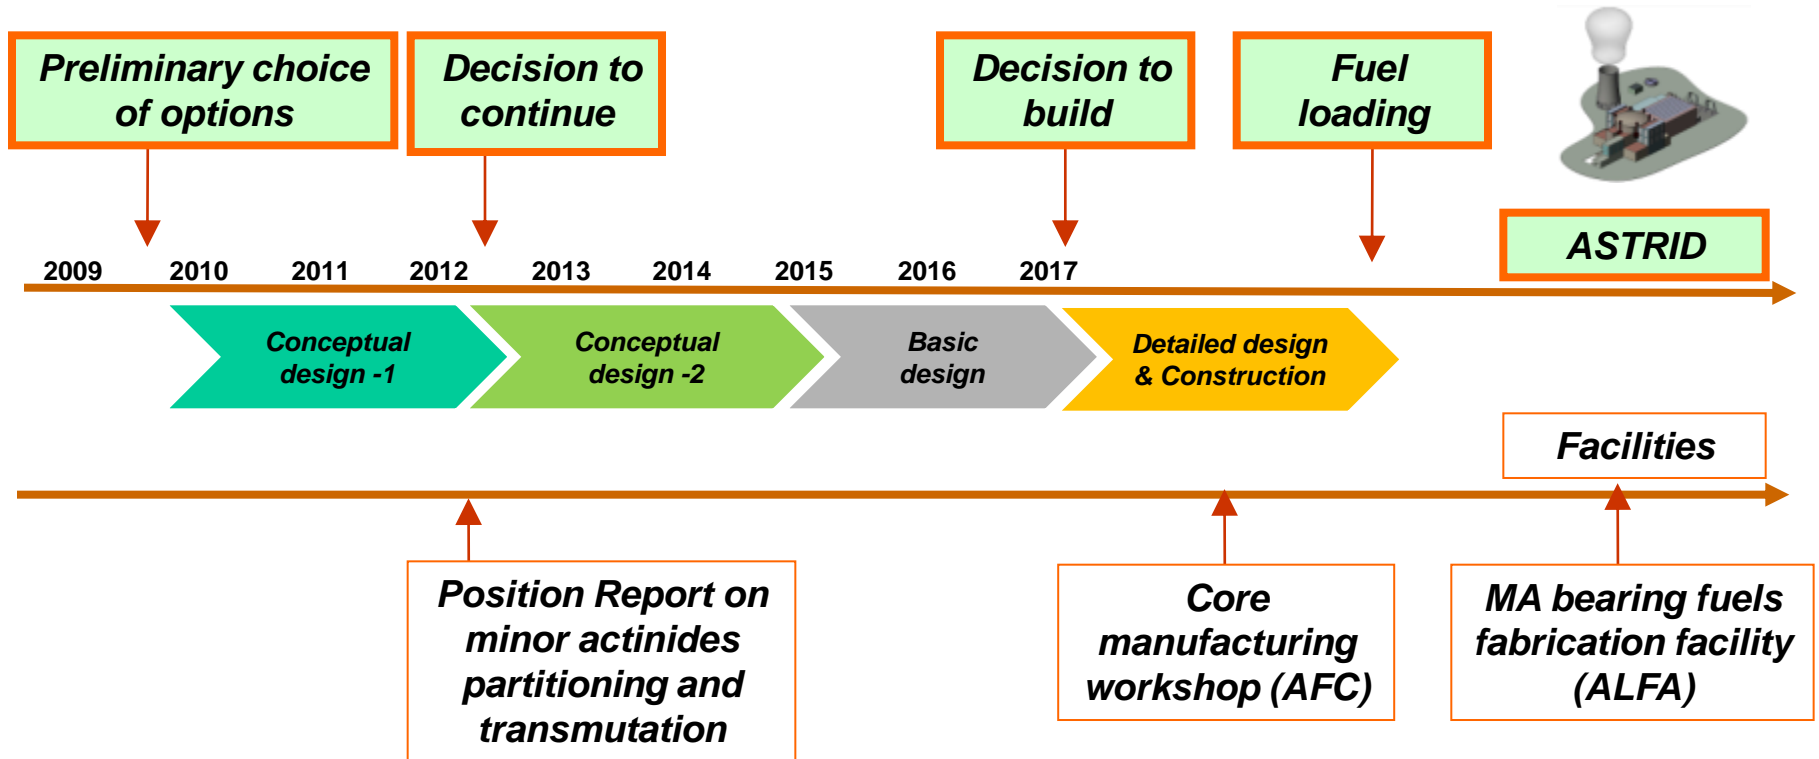 Preliminary choice
of options
Decision to
continue
Decision to
build
Fuel
loading
ASTRID
2009 2010 2011 2012 2013 2014 2015 2016 2017
Conceptual
design -1
Conceptual
design -2
Basic
design
Detailed design
& Construction
Facilities
Position Report on
minor actinides
partitioning and
transmutation
Core
manufacturing
workshop (AFC)
MA bearing fuels
fabrication facility
(ALFA)